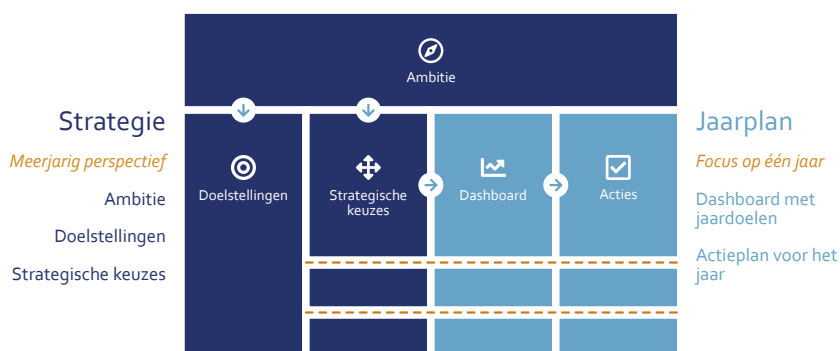 Ambitie
Strategie
Meerjarig perspectief
Ambitie
Doelstellingen
Strategische keuzes
Doelstellingen
Strategische
keuzes
Dashboard
Acties
Jaarplan
Focus op één jaar
Dashboard met
jaardoelen
Actieplan voor het
jaar